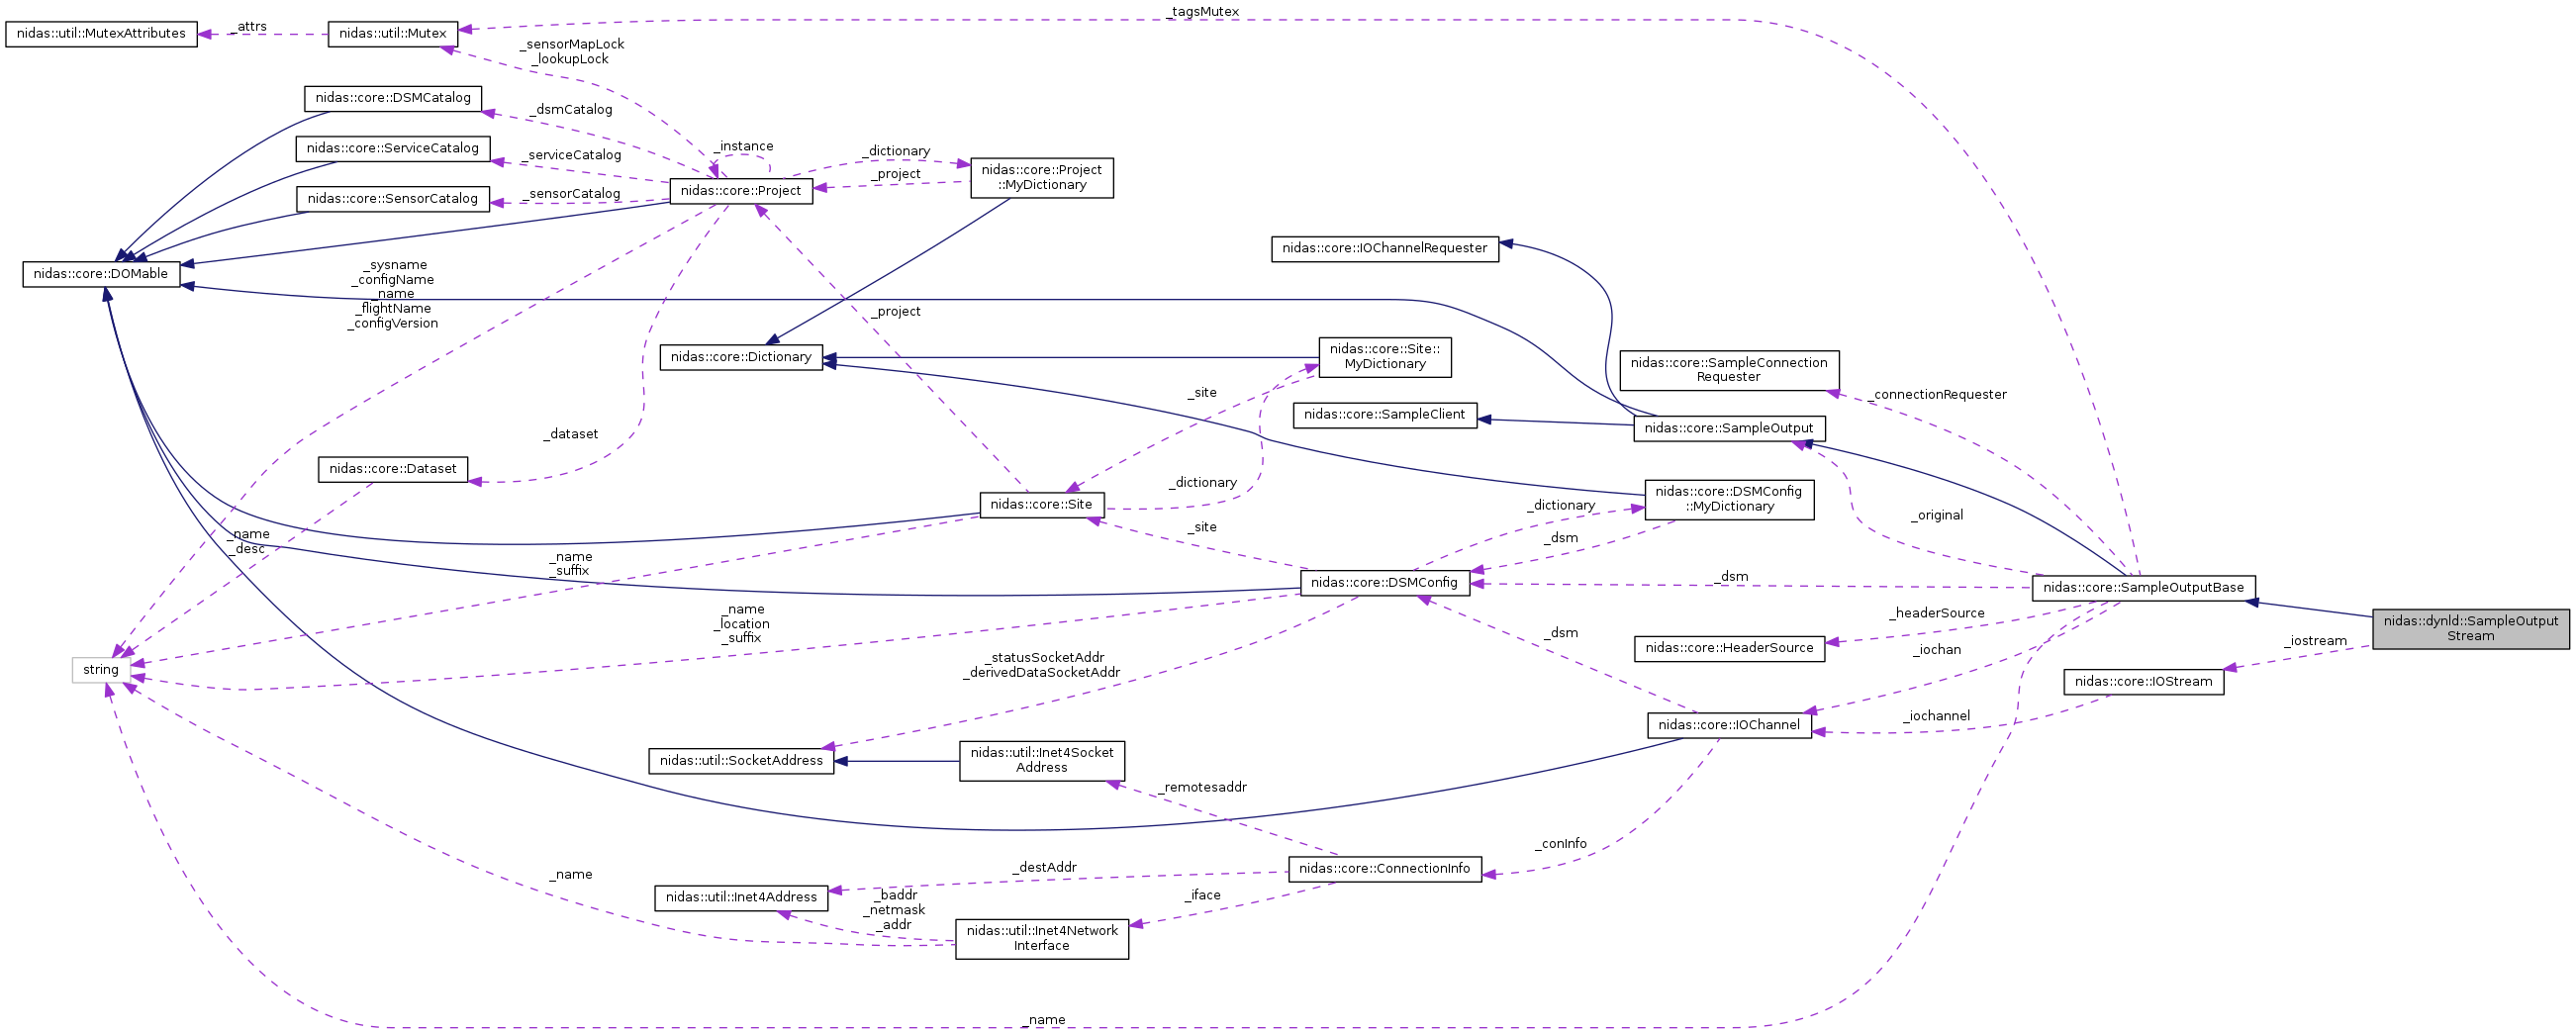 _tagsMutex
nidas::util::MutexAttributes
_attrs
nidas::util::Mutex
_sensorMapLock
_lookupLock
nidas::core::DSMCatalog
_dsmCatalog
nidas::core::ServiceCatalog
_serviceCatalog
_instance
_dictionary
nidas::core::Project
::MyDictionary
_project
nidas::core::SensorCatalog
_sensorCatalog
nidas::core::Project
nidas::core::IOChannelRequester
nidas::core::DOMable
_sysname
_configName
_name
_flightName
_configVersion
_project
nidas::core::Dictionary
nidas::core::Site::
MyDictionary
nidas::core::SampleConnection
Requester
_site
_connectionRequester
nidas::core::SampleClient
nidas::core::SampleOutput
_dataset
nidas::core::Dataset
_dictionary
nidas::core::Site
nidas::core::DSMConfig
::MyDictionary
_dictionary
_original
_site
_dsm
_name
_desc
_name
_suffix
nidas::core::DSMConfig
_dsm
nidas::core::SampleOutputBase
_name
_location
_suffix
_headerSource
nidas::dynld::SampleOutput
Stream
_dsm
nidas::core::HeaderSource
_iochan
_iostream
string
_statusSocketAddr
_derivedDataSocketAddr
nidas::core::IOStream
_iochannel
nidas::core::IOChannel
nidas::util::SocketAddress
nidas::util::Inet4Socket
Address
_remotesaddr
_conInfo
_name
_destAddr
nidas::core::ConnectionInfo
nidas::util::Inet4Address
_baddr
_netmask
_addr
_iface
nidas::util::Inet4Network
Interface
_name